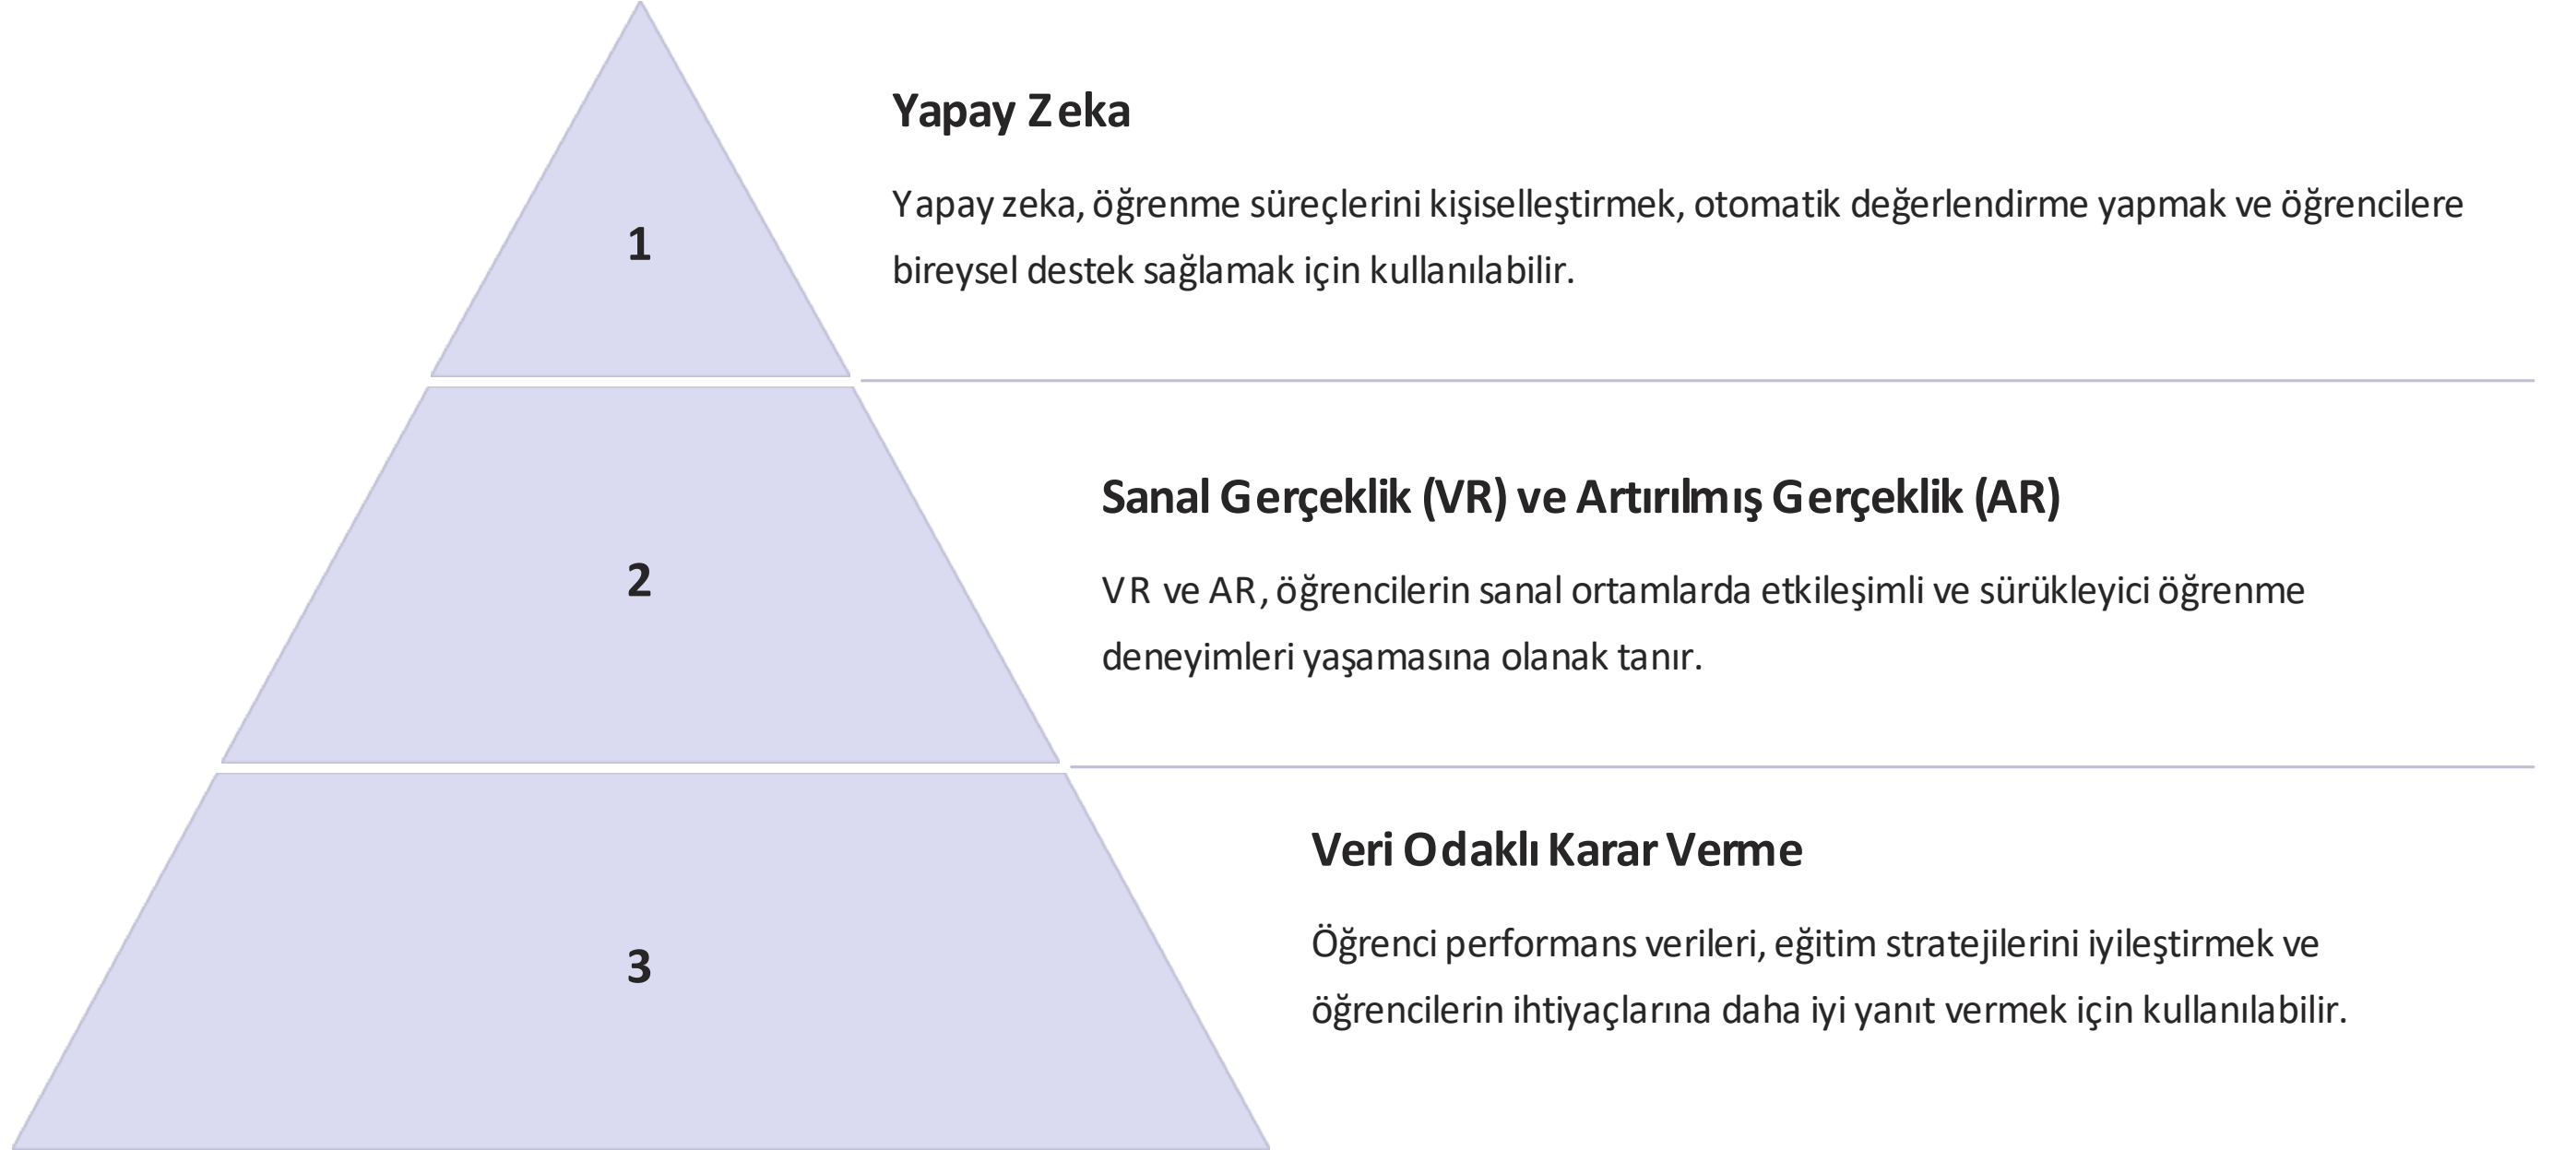 Yapay Zeka
Yapay zeka, öğrenme süreçlerini kişiselleştirmek, otomatik değerlendirme yapmak ve öğrencilere
bireysel destek sağlamak için kullanılabilir.
1
Sanal Gerçeklik (VR) ve Artırılmış Gerçeklik (AR)
VR ve AR, öğrencilerin sanal ortamlarda etkileşimli ve sürükleyici öğrenme
deneyimleri yaşamasına olanak tanır.
2
Veri Odaklı Karar Verme
Öğrenci performans verileri, eğitim stratejilerini iyileştirmek ve
öğrencilerin ihtiyaçlarına daha iyi yanıt vermek için kullanılabilir.
3